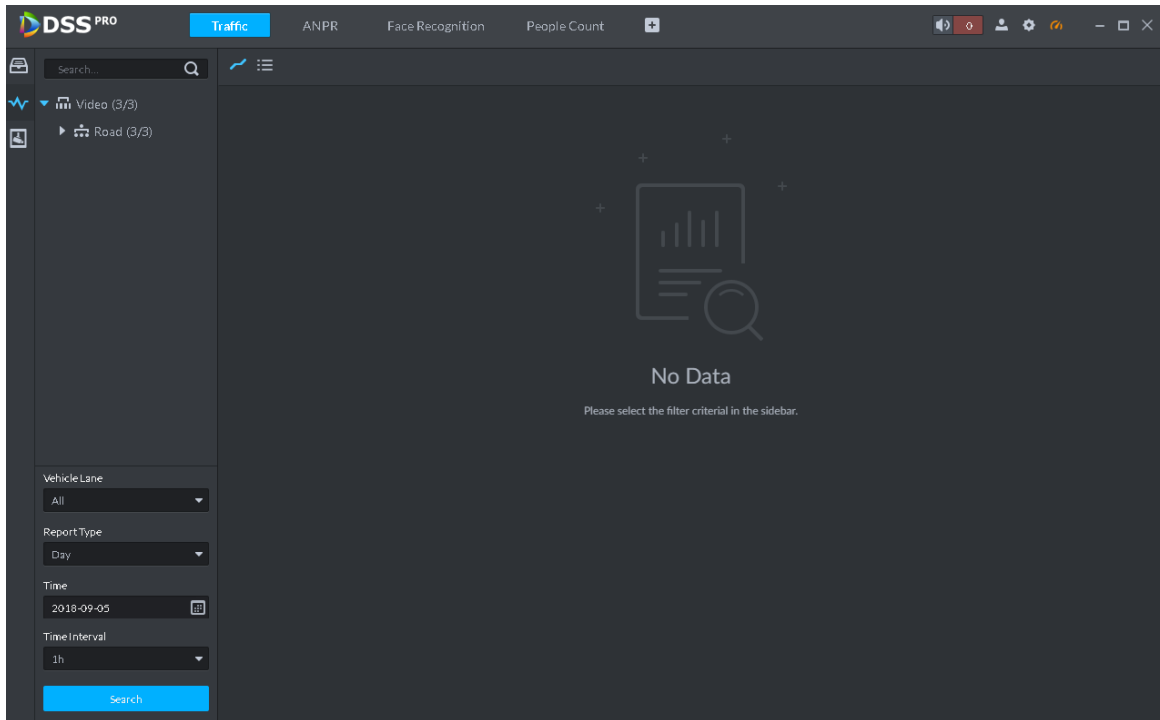 DSS PRO
Traffic
ANPR
Face Recognition
People Count
0
Search...
Video (3/3)
Road (3/3)
No Data
Please select the filter criterial in the sidebar.
Vehicle Lane
All
Report Type
Day
Time
2018-09-05
Time Interval
1h
Search